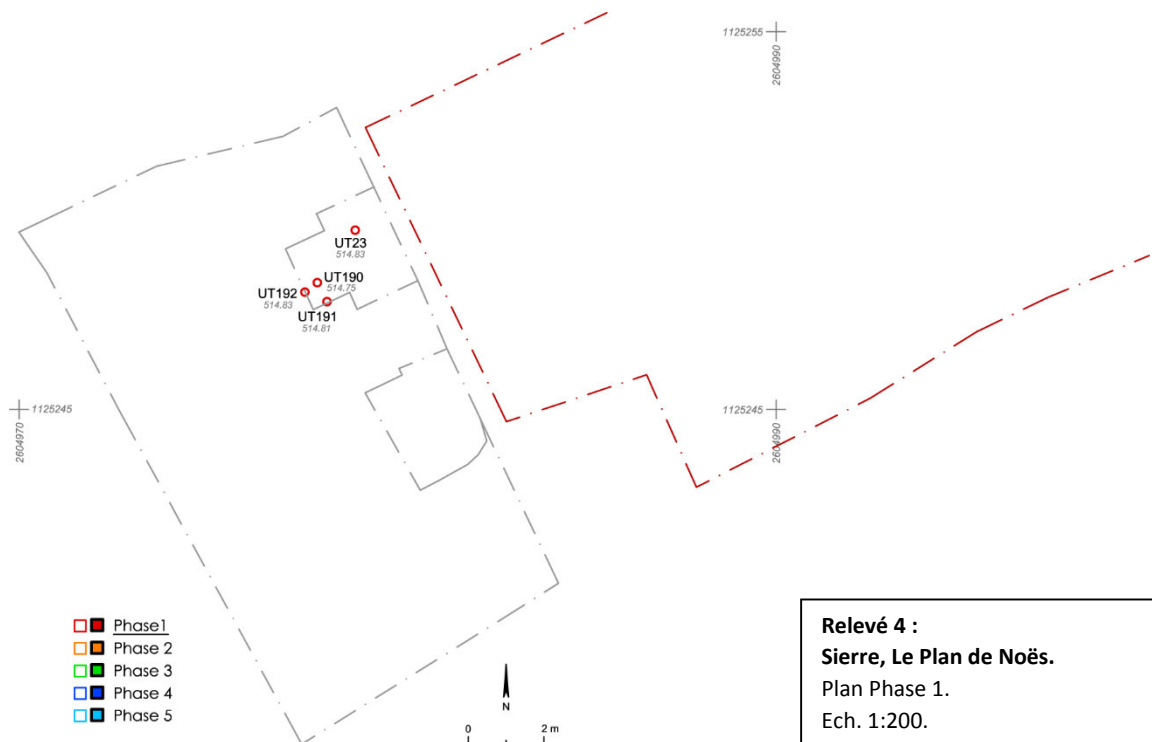 1125255
2604990
UT23
514.83
UT190
514.75
UT192
514.83
UT191
514.81
1125245
2604970
1125245
2604990
Phase1
Phase 2
Phase 3
Phase 4
Phase 5
N
0 2 m
Relevé 4 :
Sierre, Le Plan de Noës.
Plan Phase 1.
Ech. 1:200.